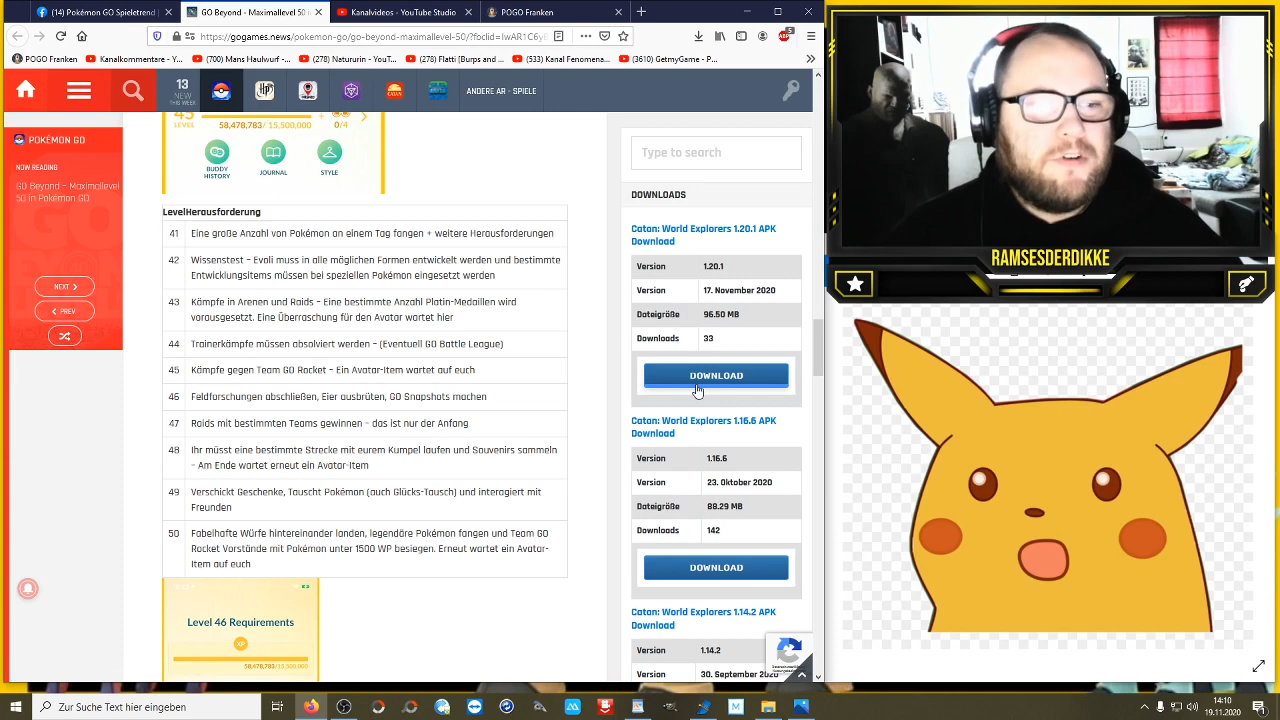 (14) Pokémon GO Spieletrend |
GO Beyond – Maximallevel 50 i
Kanalvideos - YouTube Studio
POGO Franken
https://gogames.news/
POGO Franken
Kanalkommentare - Y...
(700) Mans Haulwurf -...
(278) Natururin - YouT...
(278) Flatti [Burps and ...
(533) Kanal Fenomena...
(3610) GetmyGame - P...
13
NEW
THIS WEEK
ANDERE AR - SPIELE
POKÉMON GO
NOW READING
GO Beyond – Maximallevel
50 in Pokémon GO
NEXT
PREV
45
LEVEL
58,478,783/ 15,500,000
0/4
BUDDY
HISTORY
JOURNAL
STYLE
LevelHerausforderung
41 Eine große Anzahl von Pokémon an einem Tag fangen + weitere Herausforderungen
42 Wissenstest – Evoli muss in alle seine Formen entwickelt werden und bestimmte
Entwicklungsitems müssen bei speziellen Pokémon eingesetzt werden
43 Kämpfe in Arenen und Raids – Eine bestimmte Anzahl Platin-Medaillen wird
vorausgesetzt. Eine Überraschung für den Avatar wartet hier
44 Trainerkämpfe müssen absolviert werden – (Eventuell GO Battle League)
45 Kämpfe gegen Team GO Rocket – Ein Avatar-Item wartet auf euch
46 Feldforschungen abschließen, Eier ausbrüten, GO Snapshots machen
47 Raids mit bestimmten Teams gewinnen – das ist nur der Anfang
48 Ihr müsst eine bestimmte Strecke mit eurem Kumpel laufen und Souvenirs sammeln
– Am Ende wartet erneut ein Avatar-Item
49 Verschickt Geschenke, Tauscht Pokémon (auch Glücks-Tausch) und interagiert mit
Freunden
50 Fabelhafte Würfe hintereinander landen, legendäre Pokémon fangen und Team GO
Rocket Vorstände mit Pokémon unter 1500 WP besiegen. Erneut wartet ein Avatar-
Item auf euch
Level 46 Requirements
XP
58,478,783/15,500,000
Type to search
DOWNLOADS
Catan: World Explorers 1.20.1 APK
Download
Version 1.20.1
Version 17. November 2020
Dateigröße 96.50 MB
Downloads 33
DOWNLOAD
Catan: World Explorers 1.16.6 APK
Download
Version 1.16.6
Version 23. Oktober 2020
Dateigröße 88.29 MB
Downloads 142
DOWNLOAD
Catan: World Explorers 1.14.2 APK
Download
Version 1.14.2
Version 30. September 2020
RAMSESDERDIKKE
Zur Suche Text hier eingeben
14:10
19.11.2020